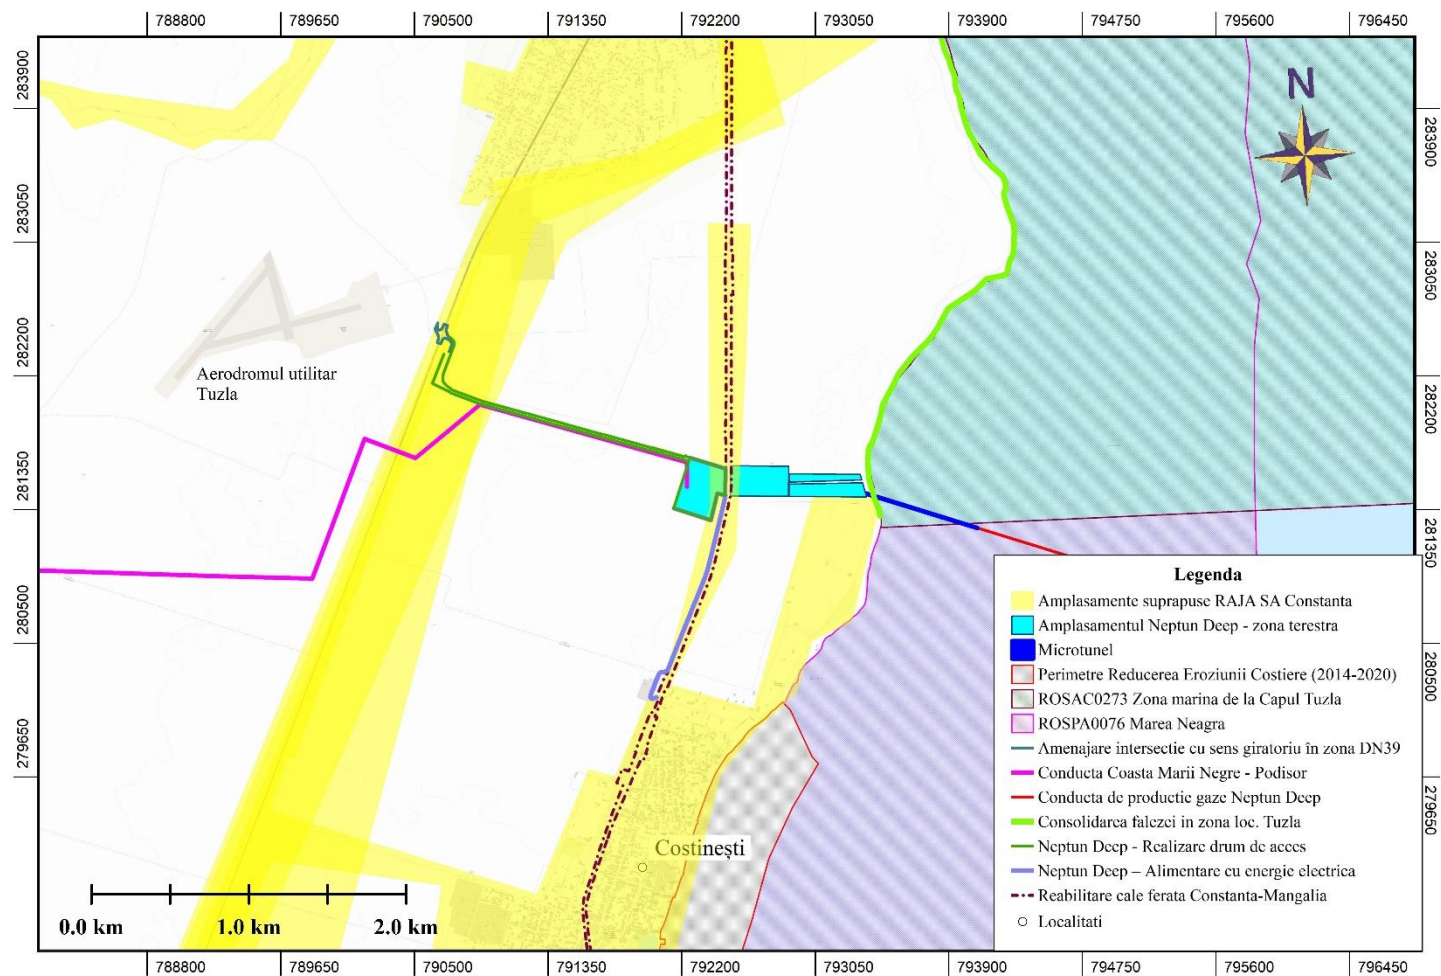 788800 789650 790500 791350 792200 793050 793900 794750 795600 796450
283900
283050
282200
281350
280500
279650
N
Aerodromul utilitar
Tuzla
Costinești
0.0 km 1.0 km 2.0 km
Legenda
Amplasamente suprapuse RAJA SA Constanta
Amplasamentul Neptun Deep - zona terestra
Microtunel
Perimetre Reducerea Eroziunii Costiere (2014-2020)
ROSAC0273 Zona marina de la Capul Tuzla
ROSPA0076 Marea Neagra
Amenajare intersectie cu sens giratoriu în zona DN39
Conducta Coasta Marii Negre - Podisor
Conducta de productie gaze Neptun Deep
Consolidarea falezei in zona loc. Tuzla
Neptun Deep - Realizare drum de acces
Neptun Deep – Alimentare cu energie electrica
Reabilitare cale ferata Constanta-Mangalia
Localitati
283900
283050
282200
281350
280500
279650
788800 789650 790500 791350 792200 793050 793900 794750 795600 796450